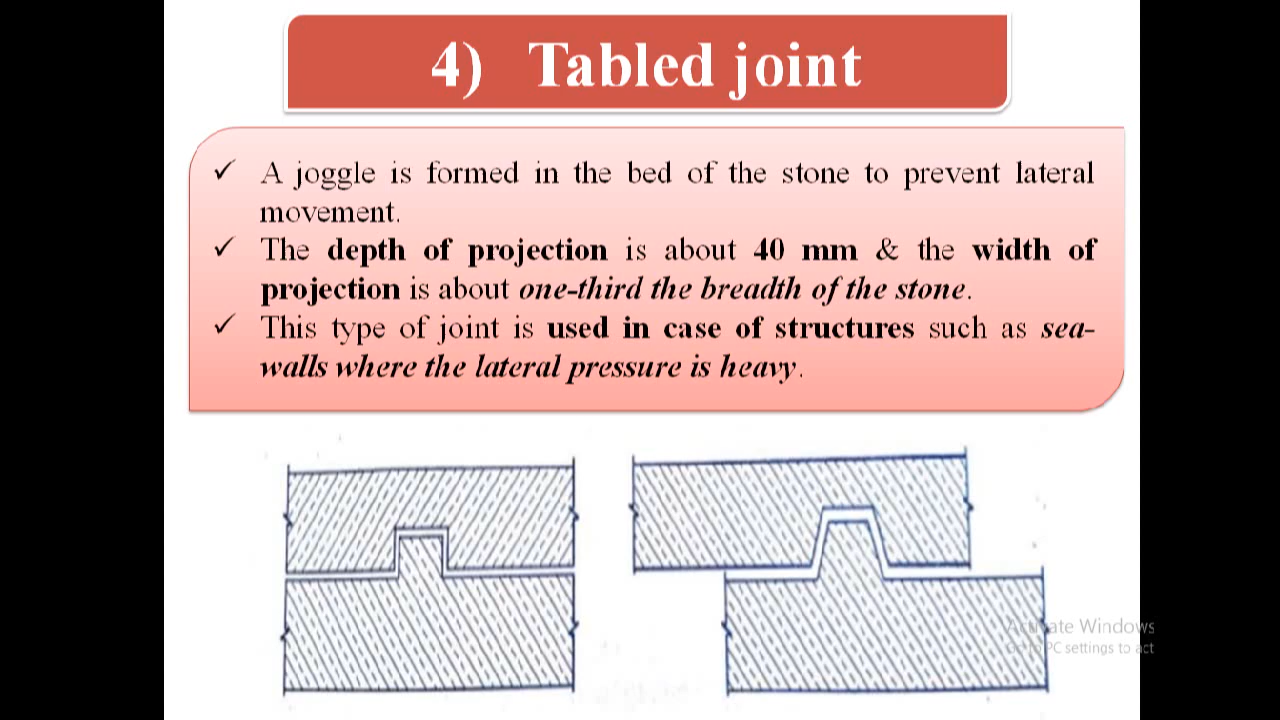 4) Tabled joint
✓ A joggle is formed in the bed of the stone to prevent lateral
movement.
✓ The depth of projection is about 40 mm & the width of
projection is about one-third the breadth of the stone.
✓ This type of joint is used in case of structures such as sea-
walls where the lateral pressure is heavy.
Activate Windows
Go to PC settings to act